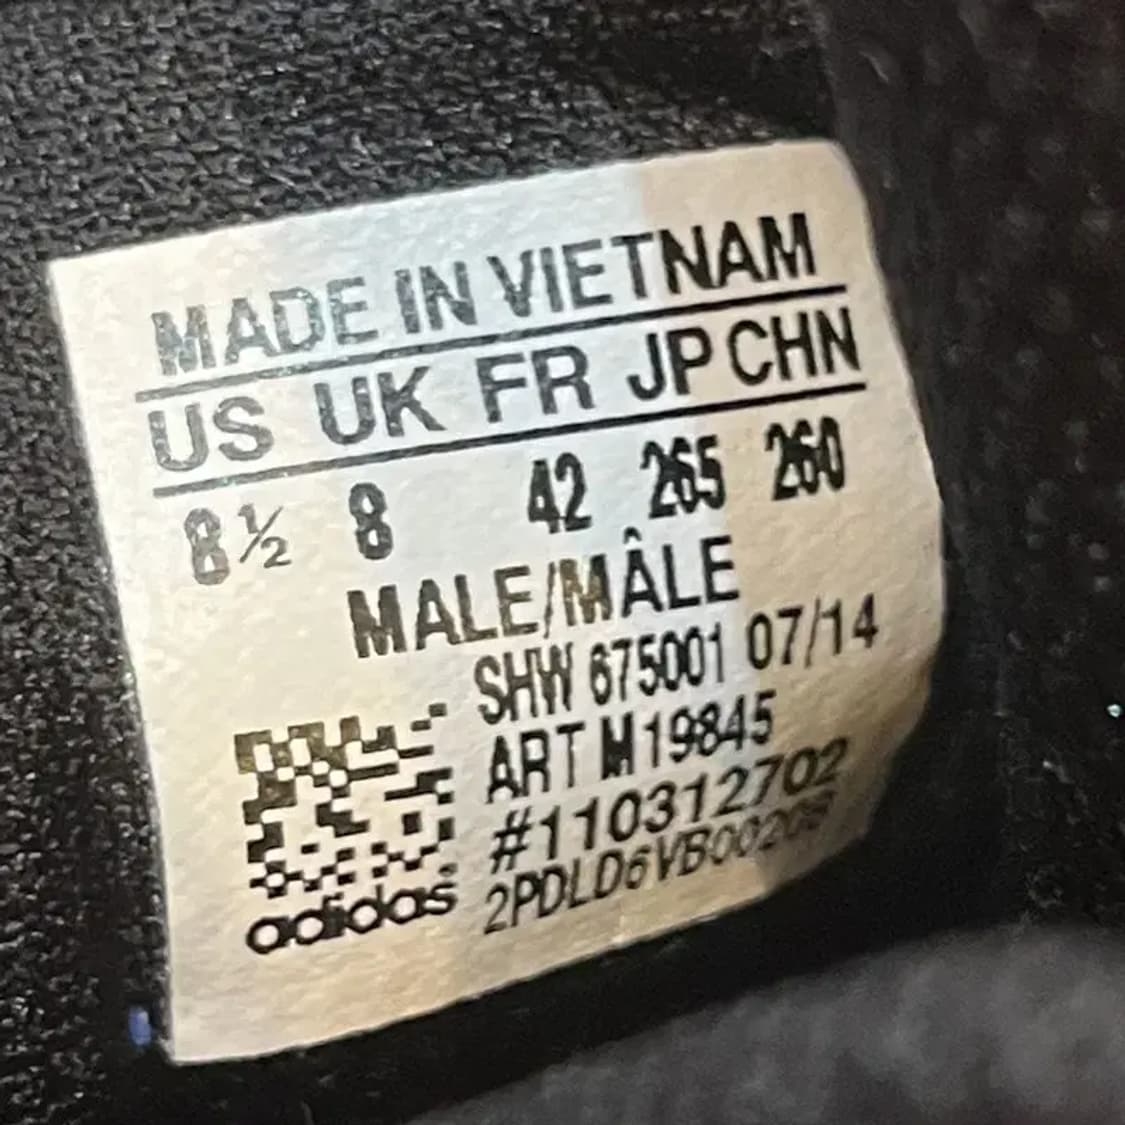 MADE IN VIETNAM
US UK FR JP CHN
8½ 8 42 265 260
MALE/MÂLE
SHW 675001 07/14
ART M19845
#110312702
adidas